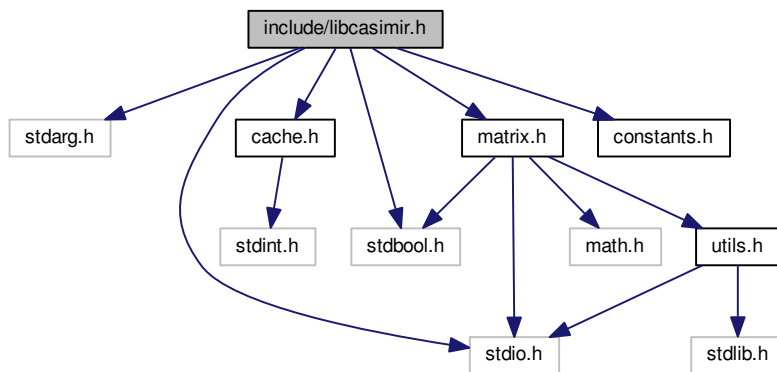 include/libcasimir.h
stdarg.h
cache.h
matrix.h
constants.h
stdint.h
stdbool.h
math.h
utils.h
stdio.h
stdlib.h